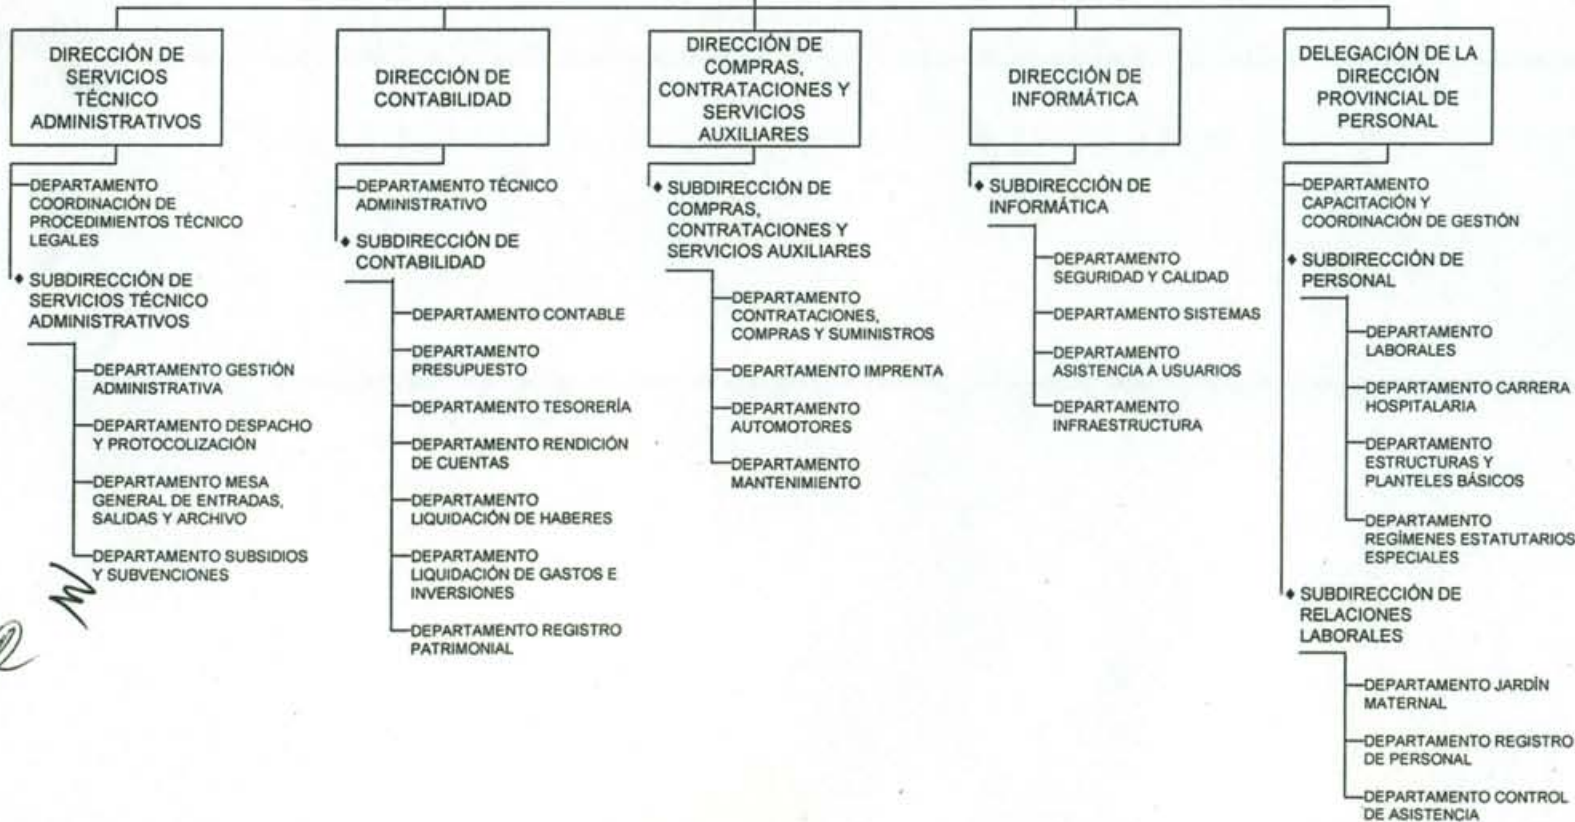 DIRECCIÓN DE
SERVICIOS
TÉCNICO
ADMINISTRATIVOS
DEPARTAMENTO
COORDINACIÓN DE
PROCEDIMIENTOS TÉCNICO
LEGALES
♦ SUBDIRECCIÓN DE
SERVICIOS TÉCNICO
ADMINISTRATIVOS
DEPARTAMENTO GESTIÓN
ADMINISTRATIVA
DEPARTAMENTO DESPACHO
Y PROTOCOLIZACIÓN
DEPARTAMENTO MESA
GENERAL DE ENTRADAS,
SALIDAS Y ARCHIVO
DEPARTAMENTO SUBSIDIOS
Y SUBVENCIONES
DIRECCIÓN DE
CONTABILIDAD
DEPARTAMENTO TÉCNICO
ADMINISTRATIVO
♦ SUBDIRECCIÓN DE
CONTABILIDAD
DEPARTAMENTO CONTABLE
DEPARTAMENTO
PRESUPUESTO
DEPARTAMENTO TESORERÍA
DEPARTAMENTO RENDICIÓN
DE CUENTAS
DEPARTAMENTO
LIQUIDACIÓN DE HABERES
DEPARTAMENTO
LIQUIDACIÓN DE GASTOS E
INVERSIONES
DEPARTAMENTO REGISTRO
PATRIMONIAL
DIRECCIÓN DE
COMPRAS,
CONTRATACIONES Y
SERVICIOS
AUXILIARES
♦ SUBDIRECCIÓN DE
COMPRAS,
CONTRATACIONES Y
SERVICIOS AUXILIARES
DEPARTAMENTO
CONTRATACIONES,
COMPRAS Y SUMINISTROS
DEPARTAMENTO IMPRENTA
DEPARTAMENTO
AUTOMOTORES
DEPARTAMENTO
MANTENIMIENTO
DIRECCIÓN DE
INFORMÁTICA
♦ SUBDIRECCIÓN DE
INFORMÁTICA
DEPARTAMENTO
SEGURIDAD Y CALIDAD
DEPARTAMENTO SISTEMAS
DEPARTAMENTO
ASISTENCIA A USUARIOS
DEPARTAMENTO
INFRAESTRUCTURA
DELEGACIÓN DE LA
DIRECCIÓN
PROVINCIAL DE
PERSONAL
DEPARTAMENTO
CAPACITACIÓN Y
COORDINACIÓN DE GESTIÓN
♦ SUBDIRECCIÓN DE
PERSONAL
DEPARTAMENTO
LABORALES
DEPARTAMENTO CARRERA
HOSPITALARIA
DEPARTAMENTO
ESTRUCTURAS Y
PLANTELES BÁSICOS
DEPARTAMENTO
REGÍMENES ESTATUTARIOS
ESPECIALES
♦ SUBDIRECCIÓN DE
RELACIONES
LABORALES
DEPARTAMENTO JARDÍN
MATERNAL
DEPARTAMENTO REGISTRO
DE PERSONAL
DEPARTAMENTO CONTROL
DE ASISTENCIA